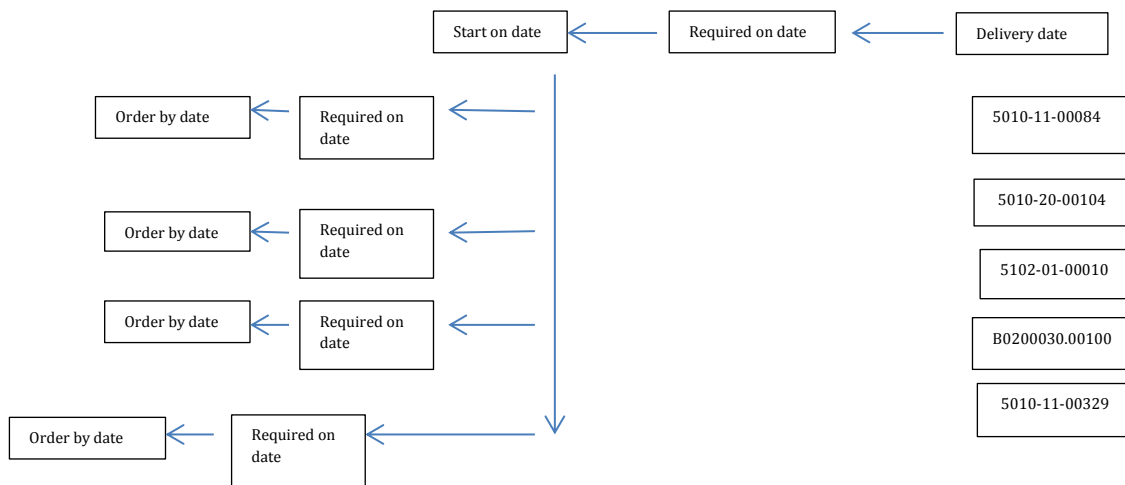 Start on date
Required on date
Delivery date
Order by date
Required on
date
5010-11-00084
Order by date
Required on
date
5010-20-00104
Order by date
Required on
date
5102-01-00010
B0200030.00100
Order by date
Required on
date
5010-11-00329